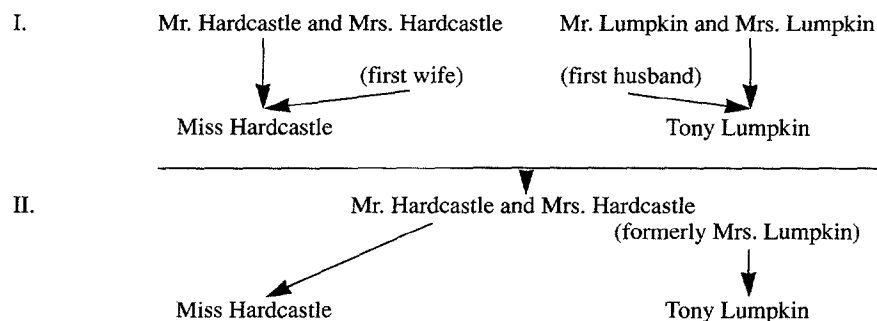 I. Mr. Hardcastle and Mrs. Hardcastle Mr. Lumpkin and Mrs. Lumpkin
(first wife) (first husband)
Miss Hardcastle Tony Lumpkin
II. Mr. Hardcastle and Mrs. Hardcastle
(formerly Mrs. Lumpkin)
Miss Hardcastle Tony Lumpkin